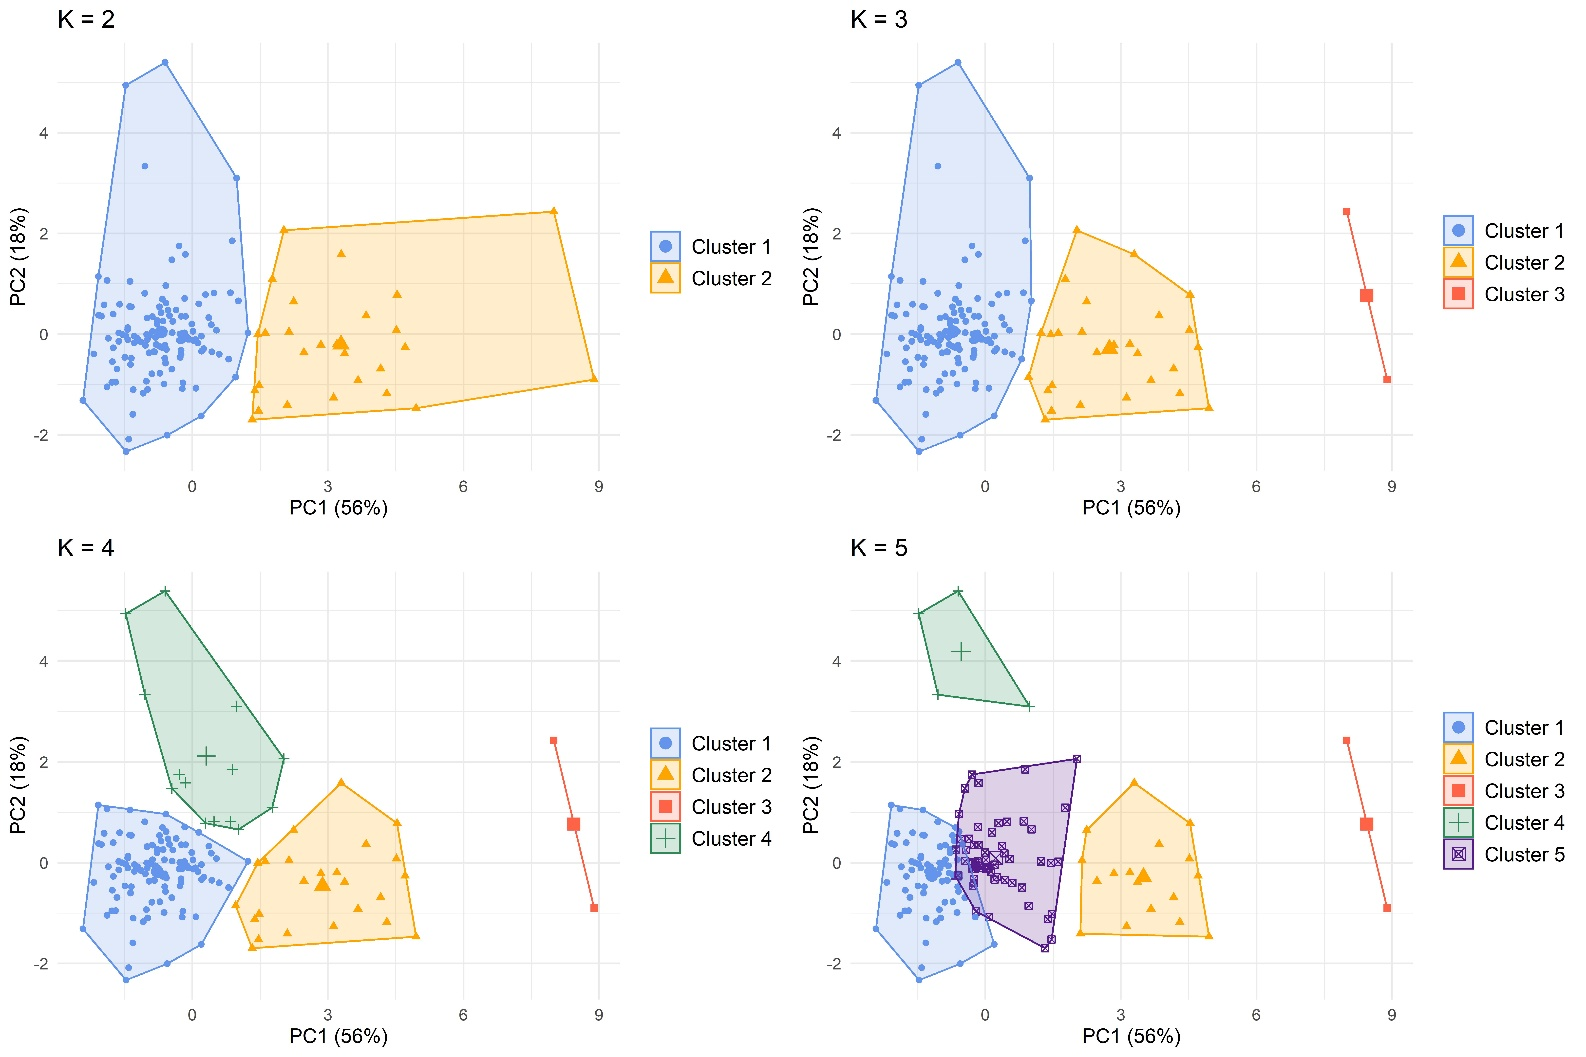 K = 2
PC2 (18%)
4
2
0
-2
0 3 6 9
PC1 (56%)
Cluster 1
Cluster 2
K = 3
PC2 (18%)
4
2
0
-2
0 3 6 9
PC1 (56%)
Cluster 1
Cluster 2
Cluster 3
K = 4
PC2 (18%)
4
2
0
-2
0 3 6 9
PC1 (56%)
Cluster 1
Cluster 2
Cluster 3
Cluster 4
K = 5
PC2 (18%)
4
2
0
-2
0 3 6 9
PC1 (56%)
Cluster 1
Cluster 2
Cluster 3
Cluster 4
Cluster 5